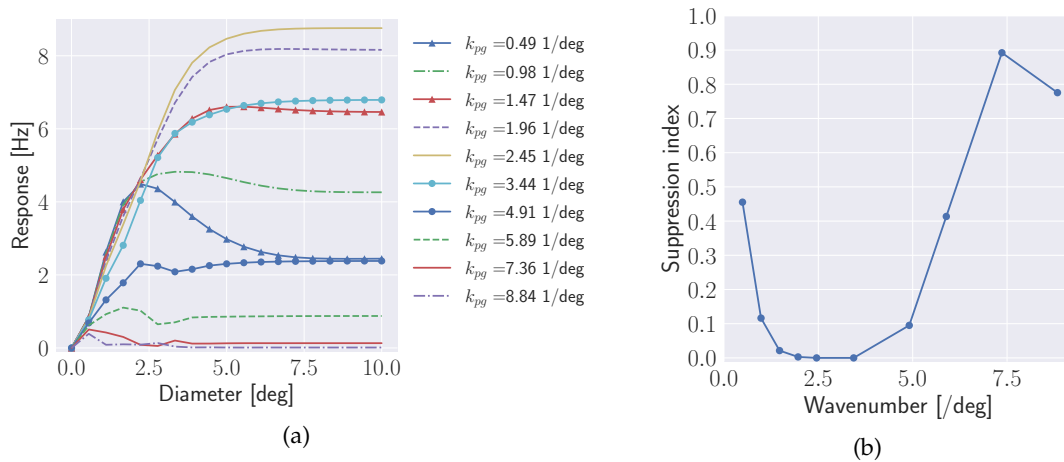 8
6
4
2
0
Response [Hz]
0.0 2.5 5.0 7.5 10.0
Diameter [deg]
k_pg =0.49 1/deg
k_pg =0.98 1/deg
k_pg =1.47 1/deg
k_pg =1.96 1/deg
k_pg =2.45 1/deg
k_pg =3.44 1/deg
k_pg =4.91 1/deg
k_pg =5.89 1/deg
k_pg =7.36 1/deg
k_pg =8.84 1/deg
(a)
1.0
0.9
0.8
0.7
0.6
0.5
0.4
0.3
0.2
0.1
0.0
Suppression index
0.0 2.5 5.0 7.5
Wavenumber [/deg]
(b)